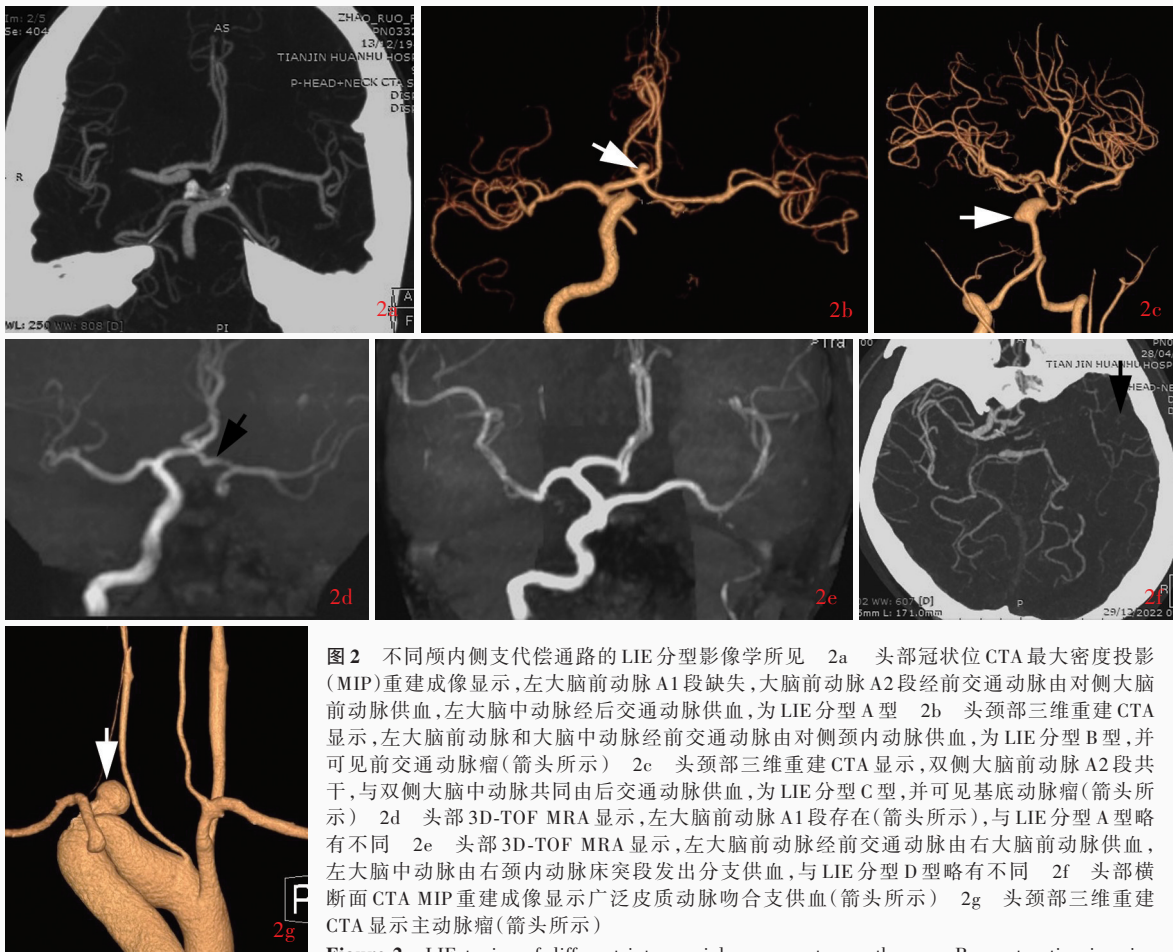 Im: 2/5
Se: 404
AS
ZHAO_RUO_
PN033
13/12/19
TIANJIN HUANHU HOSP
P-HEAD+NECK CTA S
R
WL: 250 WW: 808 [D]
PI
A
F
2b
2c
2d
2e
TIAN JIN HUANHU HOSP
28/04
HEAD-NE
WW: 607 [D]
5mm L: 171.0mm
P
R
29/12/2022
2f
P
2g
图2 不同颅内侧支代偿通路的LIE分型影像学所见 2a 头部冠状位CTA最大密度投影
(MIP)重建成像显示,左大脑前动脉A1段缺失,大脑前动脉A2段经前交通动脉由对侧大脑
前动脉供血,左大脑中动脉经后交通动脉供血,为LIE分型A型 2b 头颈部三维重建CTA
显示,左大脑前动脉和大脑中动脉经前交通动脉由对侧颈内动脉供血,为LIE分型B型,并
可见前交通动脉瘤(箭头所示) 2c 头颈部三维重建CTA显示,双侧大脑前动脉A2段共
干,与双侧大脑中动脉共同由后交通动脉供血,为LIE分型C型,并可见基底动脉瘤(箭头所
示) 2d 头部3D-TOF MRA显示,左大脑前动脉A1段存在(箭头所示),与LIE分型A型略
有不同 2e 头部3D-TOF MRA显示,左大脑前动脉经前交通动脉由右大脑前动脉供血,
左大脑中动脉由右颈内动脉床突段发出分支供血,与LIE分型D型略有不同 2f 头部横
断面CTA MIP重建成像显示广泛皮质动脉吻合支供血(箭头所示) 2g 头颈部三维重建
CTA显示主动脉瘤(箭头所示)